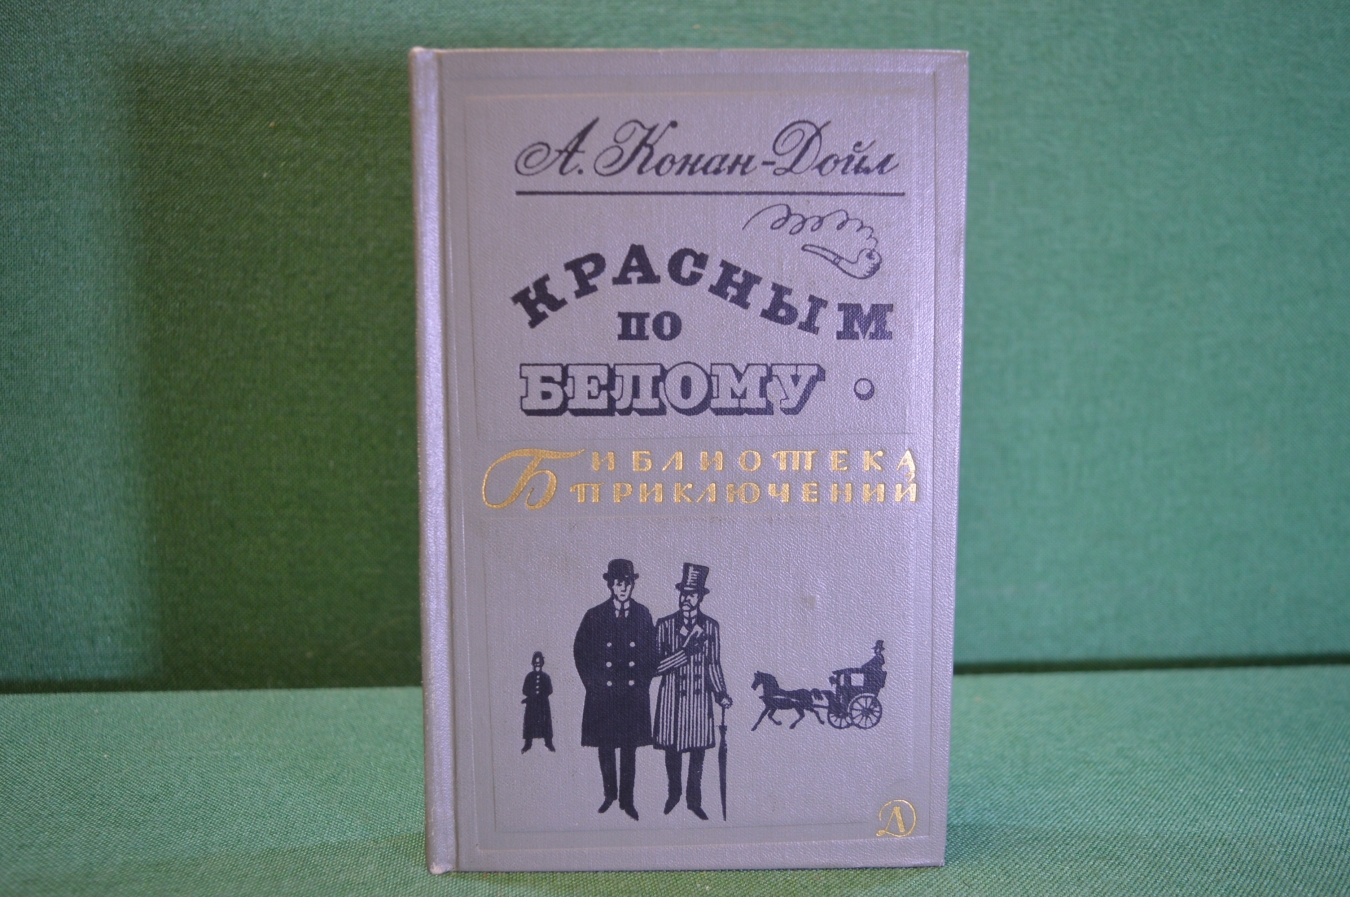 А. Конан-Дойл
КРАСНЫМ
ПО
БЕЛОМУ
БИБЛИОТЕКА
ПРИКЛЮЧЕНИЙ
Д